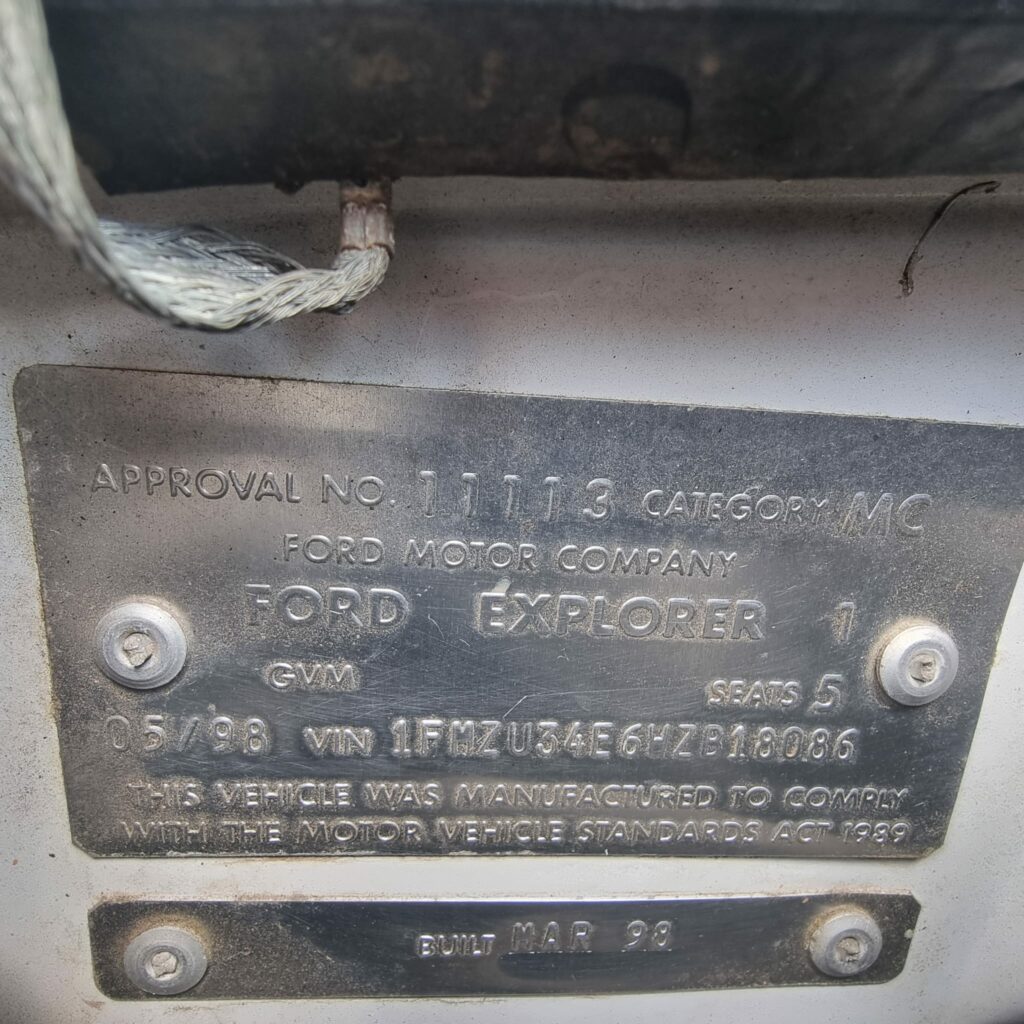 APPROVAL NO. 11113 CATEGORY MC
FORD MOTOR COMPANY
FORD EXPLORER 1
GVM SEATS 5
05/98 VIN 1FMZU34E6HZB18086
THIS VEHICLE WAS MANUFACTURED TO COMPLY
WITH THE MOTOR VEHICLE STANDARDS ACT 1989
BUILT MAR 98